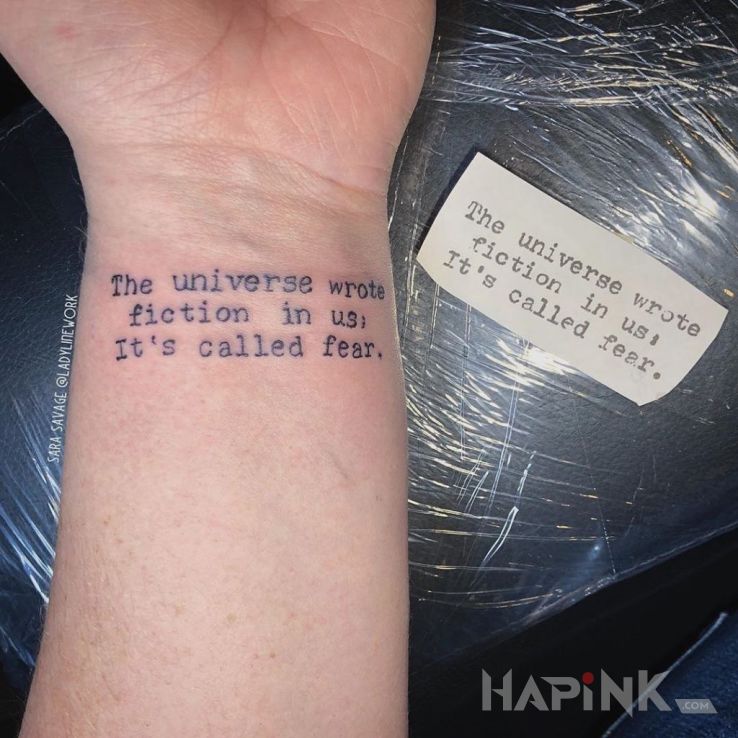 The universe wrote
fiction in us;
It's called fear.
The universe wrote
fiction in us;
It's called fear.
SARA SAVAGE @LADYLINEWORK
HAPiNK
.COM